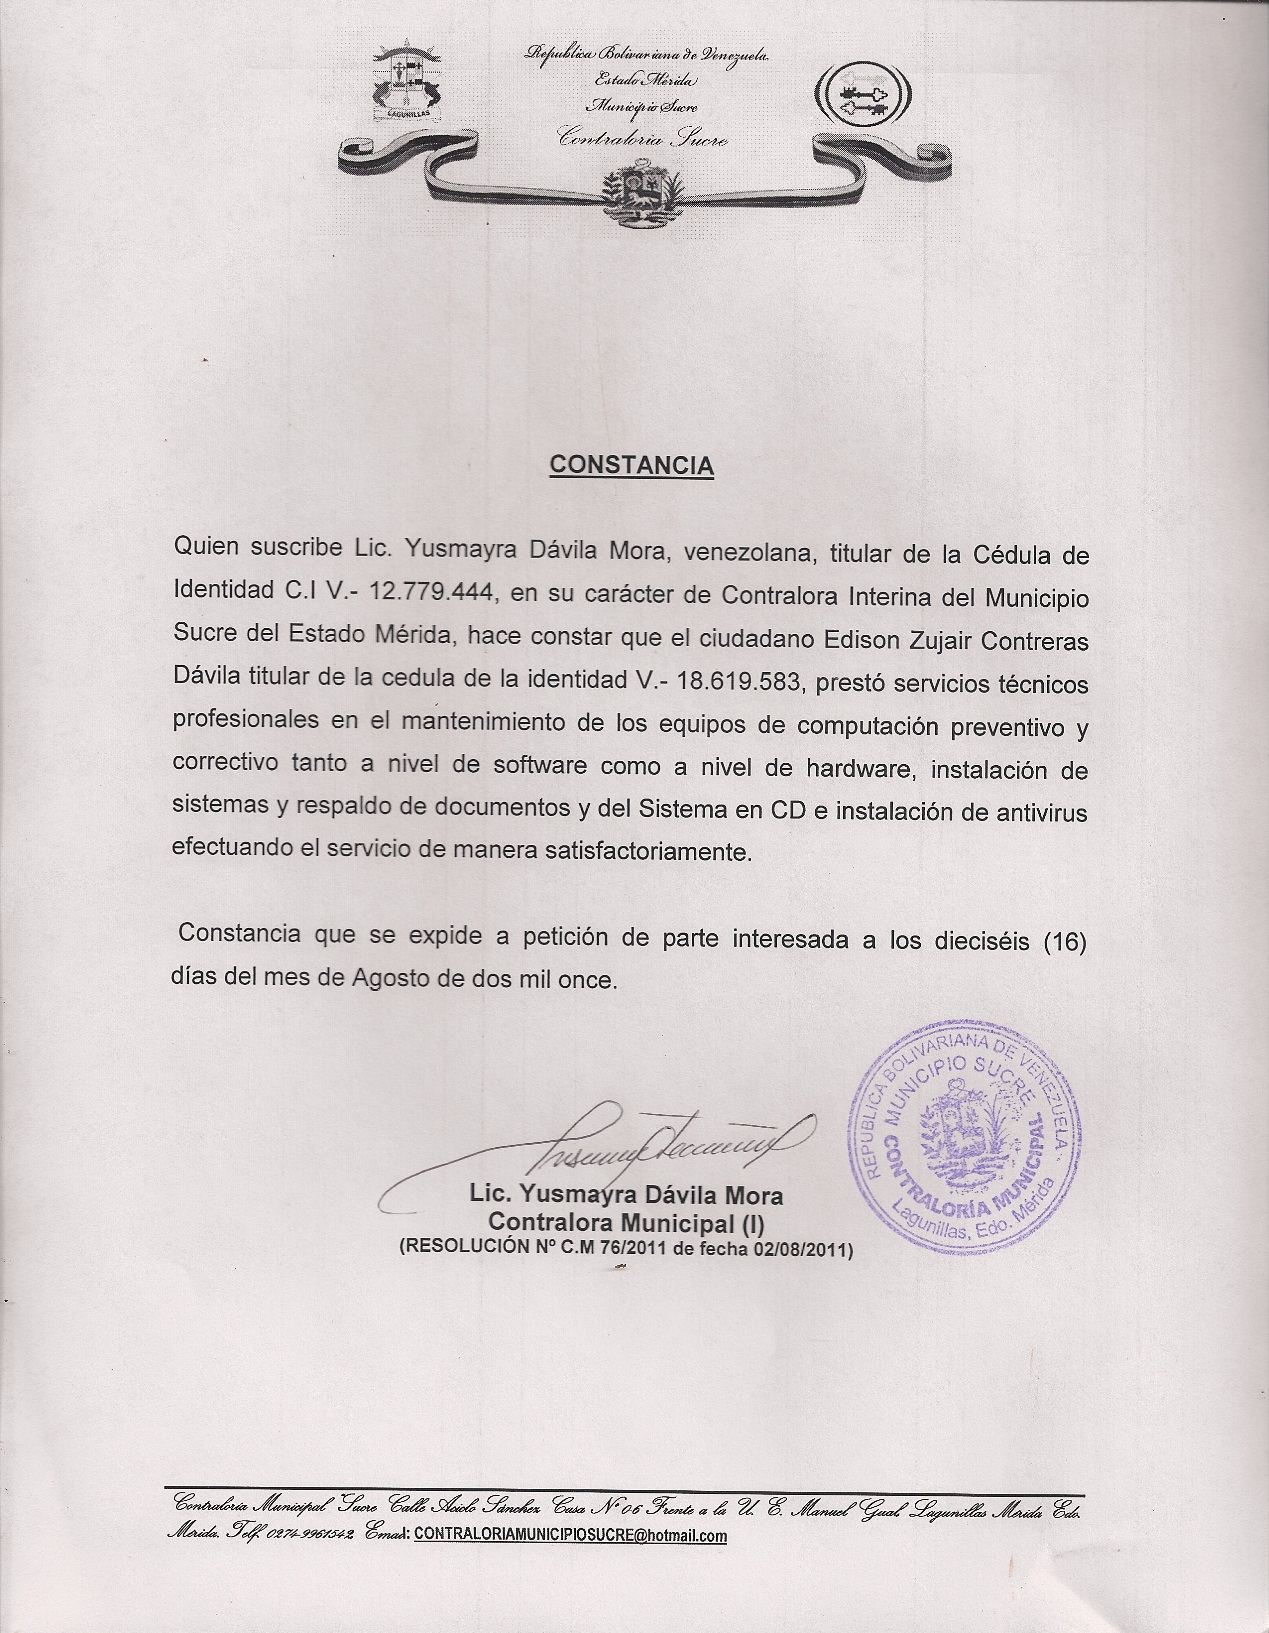 Republica Bolivariana de Venezuela.
Estado Mérida
Municipio Sucre
Contraloria Sucre
LAGUNILLAS
CONSTANCIA
Quien suscribe Lic. Yusmayra Dávila Mora, venezolana, titular de la Cédula de
Identidad C.I V.- 12.779.444, en su carácter de Contralora Interina del Municipio
Sucre del Estado Mérida, hace constar que el ciudadano Edison Zujair Contreras
Dávila titular de la cedula de la identidad V.- 18.619.583, prestó servicios técnicos
profesionales en el mantenimiento de los equipos de computación preventivo y
correctivo tanto a nivel de software como a nivel de hardware, instalación de
sistemas y respaldo de documentos y del Sistema en CD e instalación de antivirus
efectuando el servicio de manera satisfactoriamente.
Constancia que se expide a petición de parte interesada a los dieciséis (16)
días del mes de Agosto de dos mil once.
REPUBLICA BOLIVARIANA DE VENEZUELA
MUNICIPIO SUCRE
CONTRALORÍA MUNICIPAL
Lagunillas, Edo. Mérida
Lic. Yusmayra Dávila Mora
Contralora Municipal (I)
(RESOLUCIÓN Nº C.M 76/2011 de fecha 02/08/2011)
Contraloria Municipal Sucre Calle Aciclo Sánchez Casa Nº 06 Frente a la U. E. Manuel Gual Lagunillas Merida Edo.
Merida. Telf. 0274-9961542 Email: CONTRALORIAMUNICIPIOSUCRE@hotmail.com